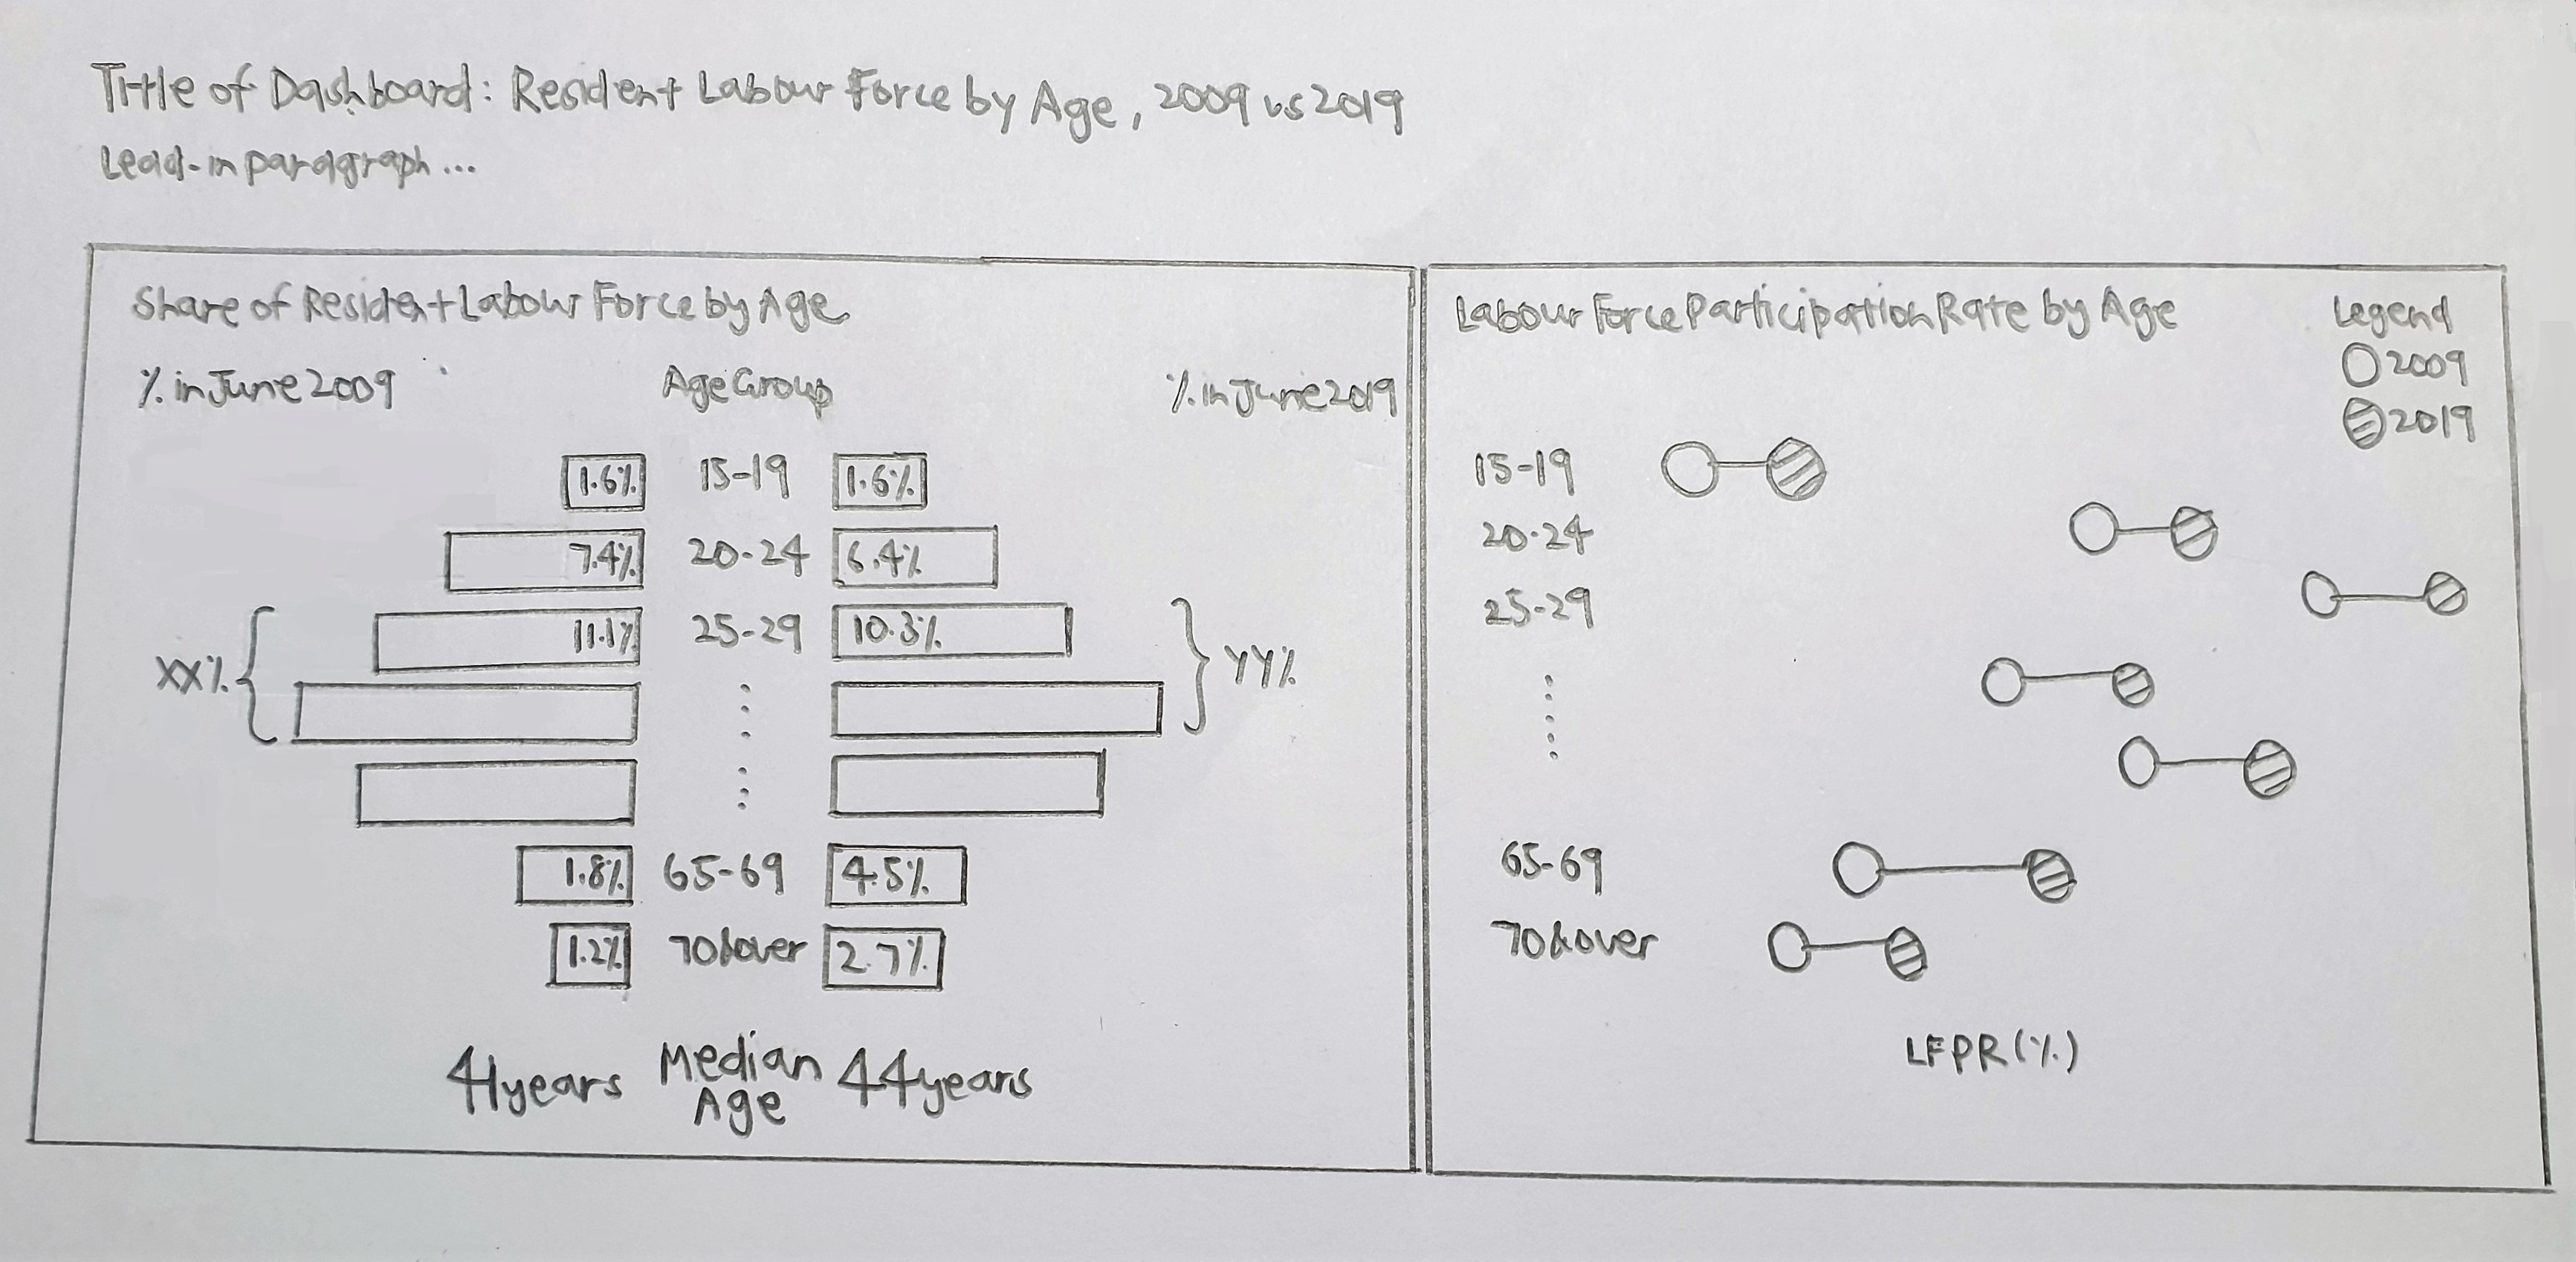 Title of Dashboard: Resident Labour Force by Age, 2009 vs 2019
Lead-in paragraph...
Share of Resident Labour Force by Age
% in June 2009 Age Group % in June 2019
1.6% 15-19 1.6%
7.4% 20-24 6.4%
11.1% 25-29 10.3%
XX% YY%
1.8% 65-69 4.5%
1.2% 70&over 2.7%
41years Median Age 44years
Labour Force Participation Rate by Age
Legend
2009
2019
15-19
20-24
25-29
65-69
70&over
LFPR (%)